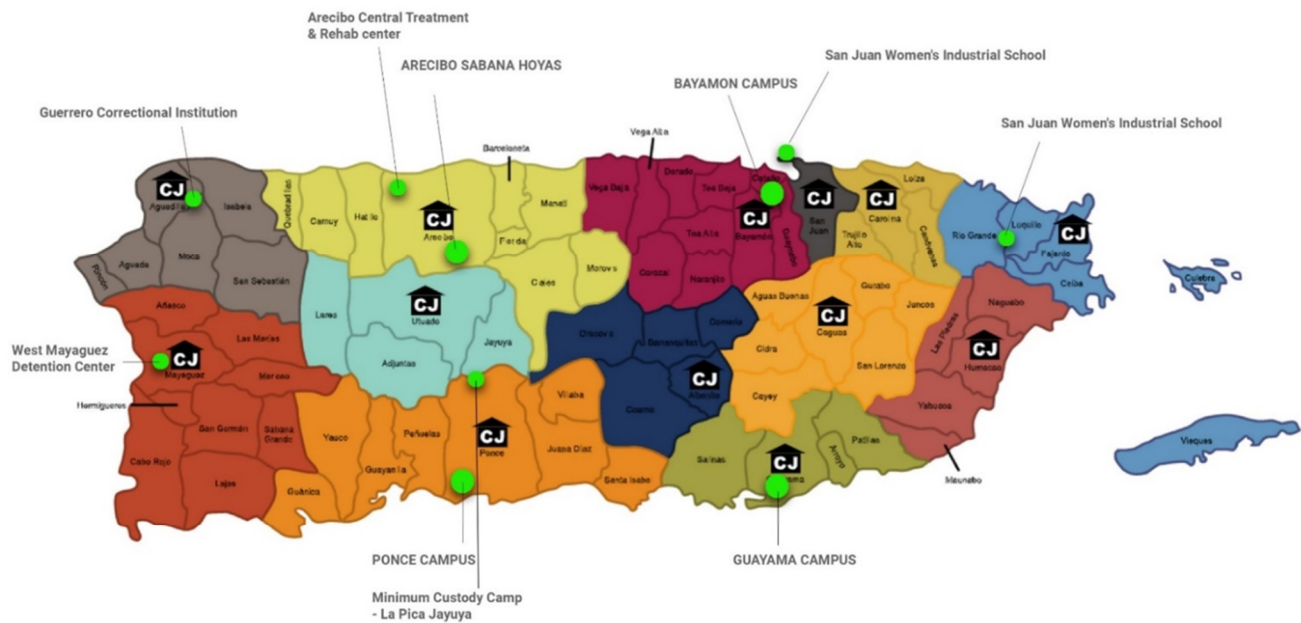 Arecibo Central Treatment
& Rehab center
ARECIBO SABANA HOYAS
San Juan Women's Industrial School
BAYAMON CAMPUS
Guerrero Correctional Institution
San Juan Women's Industrial School
Vega Alta
Barceloneta
CJ
Aguadilla
Isabela
Quebradillas
Camuy
Hatillo
CJ
Arecibo
Manatí
Vega Baja
Dorado
Toa Baja
Cataño
CJ
Bayamón
Guaynabo
CJ
San
Juan
CJ
Carolina
Loíza
Trujillo
Alto
Canóvanas
Río Grande
Luquillo
CJ
Fajardo
Ceiba
Culebra
Rincón
Aguada
Moca
San Sebastián
Florida
Ciales
Morovis
Toa Alta
Corozal
Naranjito
Añasco
Las Marías
Lares
CJ
Utuado
Adjuntas
Jayuya
Orocovis
Barranquitas
Comerío
Aguas Buenas
Gurabo
CJ
Caguas
Juncos
Cidra
San Lorenzo
Cayey
Las Piedras
Naguabo
CJ
Humacao
Yabucoa
West Mayaguez
Detention Center
CJ
Mayagüez
Maricao
Hormigueros
San Germán
Sabana
Grande
Cabo Rojo
Lajas
Yauco
Guánica
Guayanilla
Peñuelas
CJ
Ponce
Villalba
Juana Díaz
Santa Isabel
Coamo
CJ
Aibonito
Salinas
CJ
Arroyo
Patillas
Maunabo
Vieques
PONCE CAMPUS
GUAYAMA CAMPUS
Minimum Custody Camp
- La Pica Jayuya